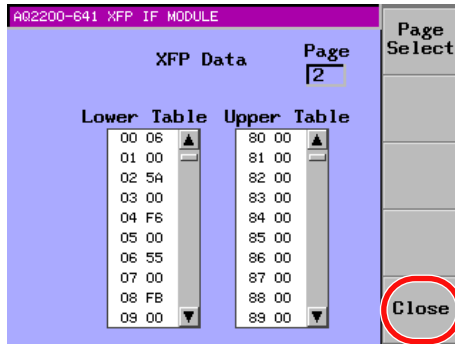 AQ2200-641 XFP IF MODULE
Page
Select
XFP Data
Page
2
Lower Table Upper Table
00 06 80 00
01 00 81 00
02 5A 82 00
03 00 83 00
04 F6 84 00
05 00 85 00
06 55 86 00
07 00 87 00
08 FB 88 00
09 00 89 00
Close